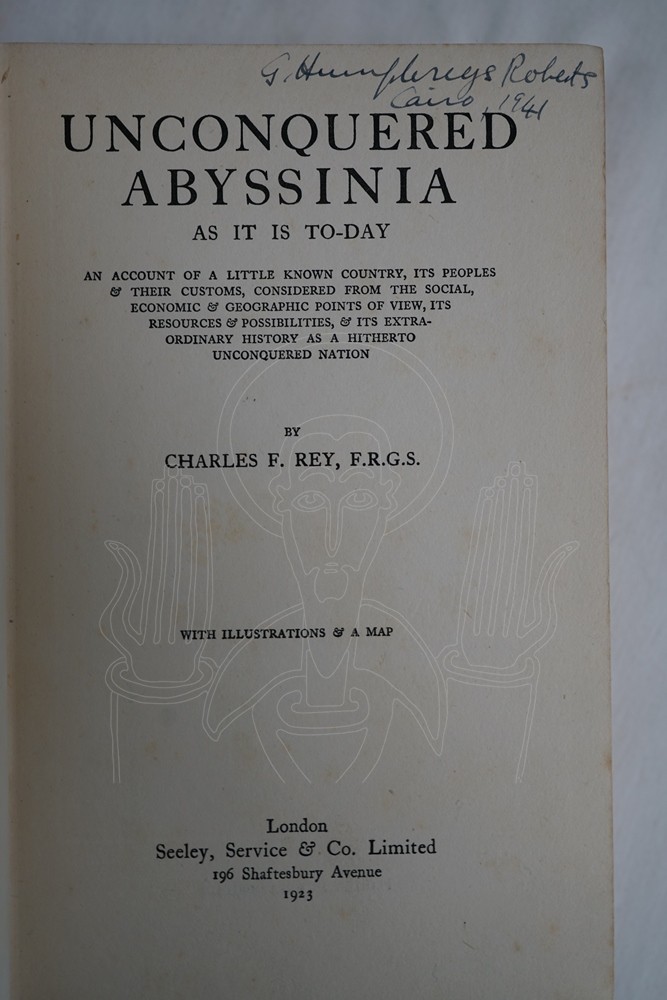 G. Humphreys Roberts
Cairo, 1941
UNCONQUERED
ABYSSINIA
AS IT IS TO-DAY
AN ACCOUNT OF A LITTLE KNOWN COUNTRY, ITS PEOPLES
& THEIR CUSTOMS, CONSIDERED FROM THE SOCIAL,
ECONOMIC & GEOGRAPHIC POINTS OF VIEW, ITS
RESOURCES & POSSIBILITIES, & ITS EXTRA-
ORDINARY HISTORY AS A HITHERTO
UNCONQUERED NATION
BY
CHARLES F. REY, F.R.G.S.
WITH ILLUSTRATIONS & A MAP
London
Seeley, Service & Co. Limited
196 Shaftesbury Avenue
1923